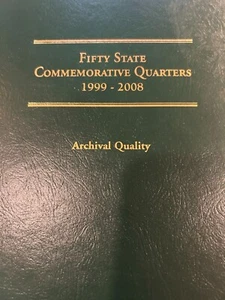 Fifty State
Commemorative Quarters
1999 - 2008
Archival Quality